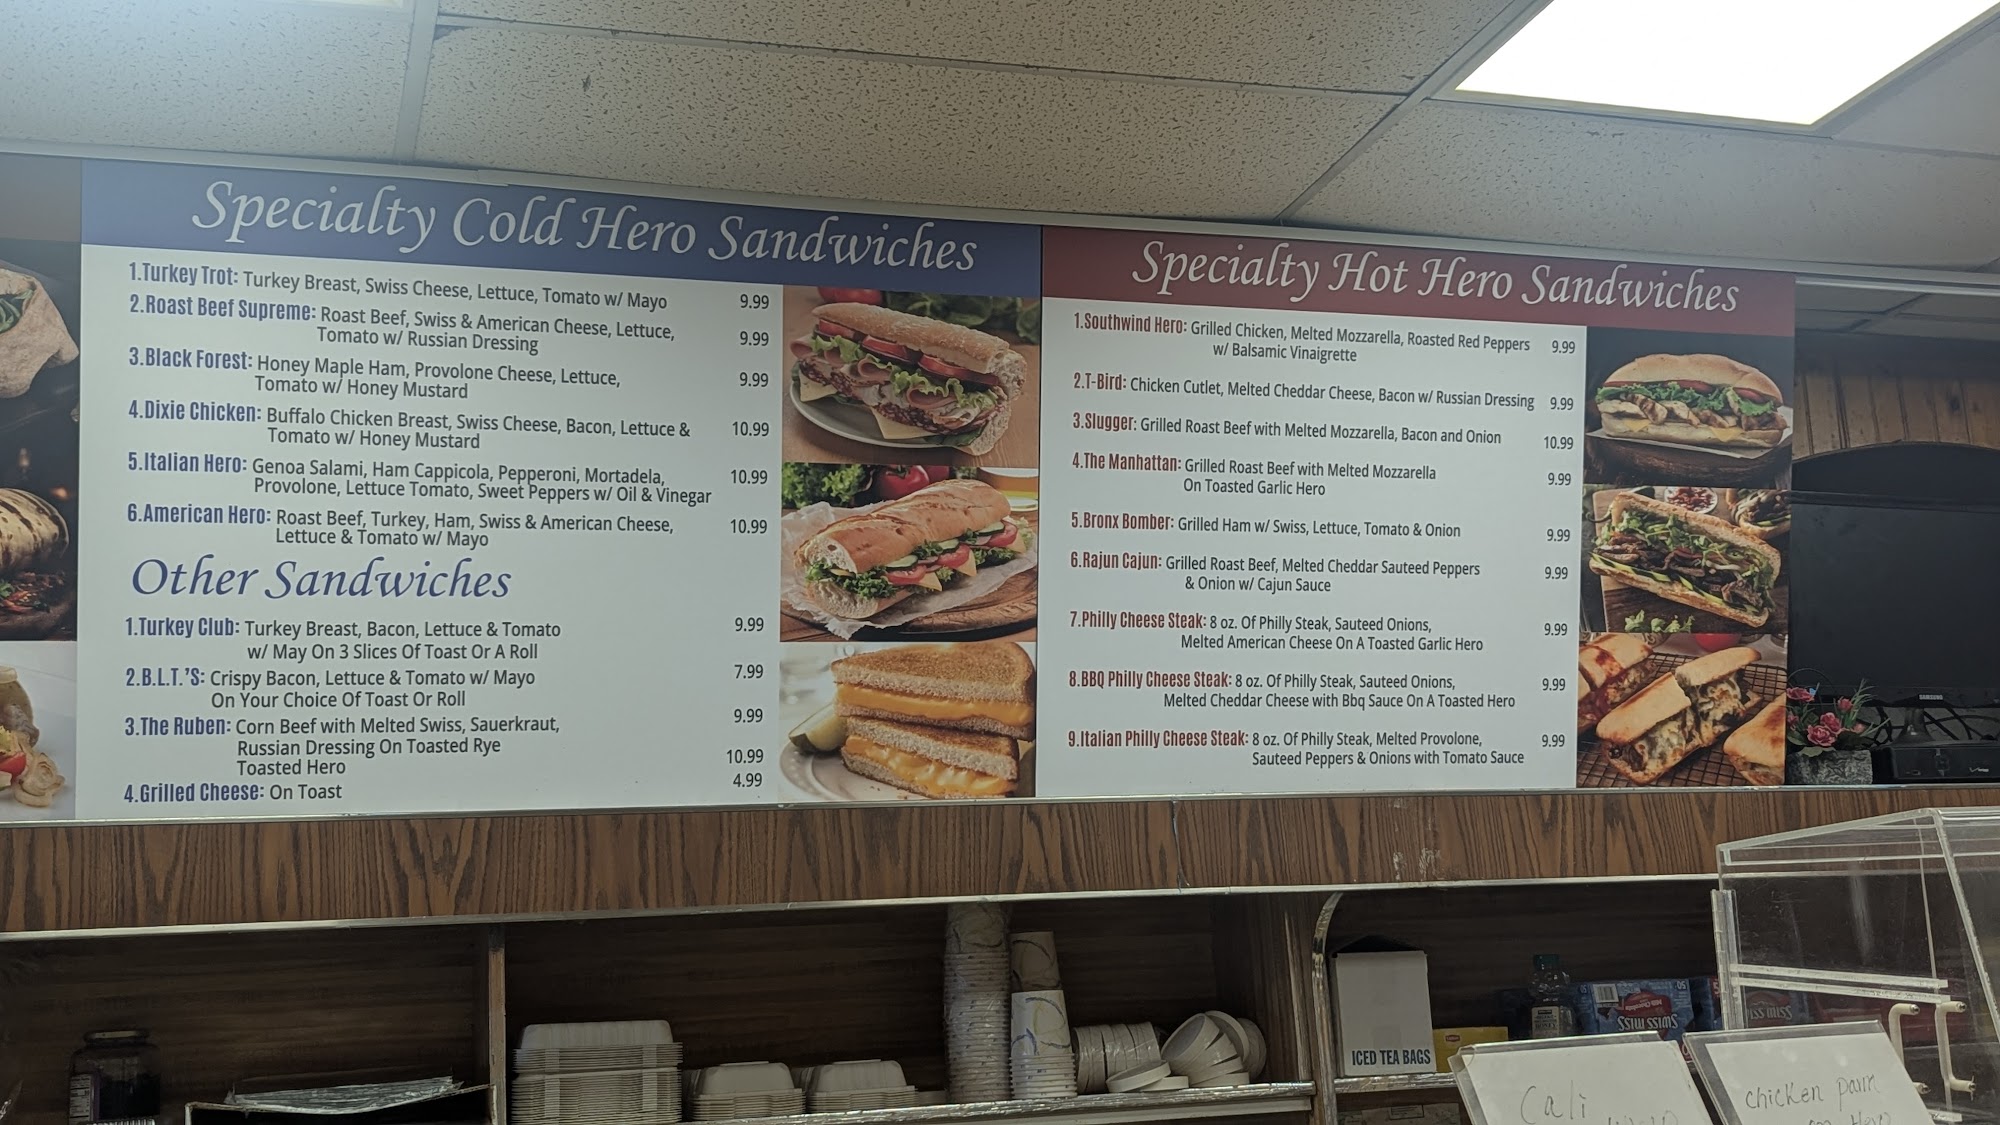 Specialty Cold Hero Sandwiches
1.Turkey Trot: Turkey Breast, Swiss Cheese, Lettuce, Tomato w/ Mayo 9.99
2.Roast Beef Supreme: Roast Beef, Swiss & American Cheese, Lettuce,
Tomato w/ Russian Dressing 9.99
3.Black Forest: Honey Maple Ham, Provolone Cheese, Lettuce,
Tomato w/ Honey Mustard 9.99
4.Dixie Chicken: Buffalo Chicken Breast, Swiss Cheese, Bacon, Lettuce &
Tomato w/ Honey Mustard 10.99
5.Italian Hero: Genoa Salami, Ham Cappicola, Pepperoni, Mortadela,
Provolone, Lettuce Tomato, Sweet Peppers w/ Oil & Vinegar 10.99
6.American Hero: Roast Beef, Turkey, Ham, Swiss & American Cheese,
Lettuce & Tomato w/ Mayo 10.99
Other Sandwiches
1.Turkey Club: Turkey Breast, Bacon, Lettuce & Tomato 9.99
w/ May On 3 Slices Of Toast Or A Roll
2.B.L.T.'S: Crispy Bacon, Lettuce & Tomato w/ Mayo 7.99
On Your Choice Of Toast Or Roll
3.The Ruben: Corn Beef with Melted Swiss, Sauerkraut, 9.99
Russian Dressing On Toasted Rye
Toasted Hero 10.99
4.Grilled Cheese: On Toast 4.99
Specialty Hot Hero Sandwiches
1.Southwind Hero: Grilled Chicken, Melted Mozzarella, Roasted Red Peppers 9.99
w/ Balsamic Vinaigrette
2.T-Bird: Chicken Cutlet, Melted Cheddar Cheese, Bacon w/ Russian Dressing 9.99
3.Slugger: Grilled Roast Beef with Melted Mozzarella, Bacon and Onion 10.99
4.The Manhattan: Grilled Roast Beef with Melted Mozzarella 9.99
On Toasted Garlic Hero
5.Bronx Bomber: Grilled Ham w/ Swiss, Lettuce, Tomato & Onion 9.99
6.Rajun Cajun: Grilled Roast Beef, Melted Cheddar Sauteed Peppers 9.99
& Onion w/ Cajun Sauce
7.Philly Cheese Steak: 8 oz. Of Philly Steak, Sauteed Onions, 9.99
Melted American Cheese On A Toasted Garlic Hero
8.BBQ Philly Cheese Steak: 8 oz. Of Philly Steak, Sauteed Onions, 9.99
Melted Cheddar Cheese with Bbq Sauce On A Toasted Hero
9.Italian Philly Cheese Steak: 8 oz. Of Philly Steak, Melted Provolone, 9.99
Sauteed Peppers & Onions with Tomato Sauce
SAMSUNG
ICED TEA BAGS
SWISS MISS
SWISS MISS
Cali
chicken parm
Hero